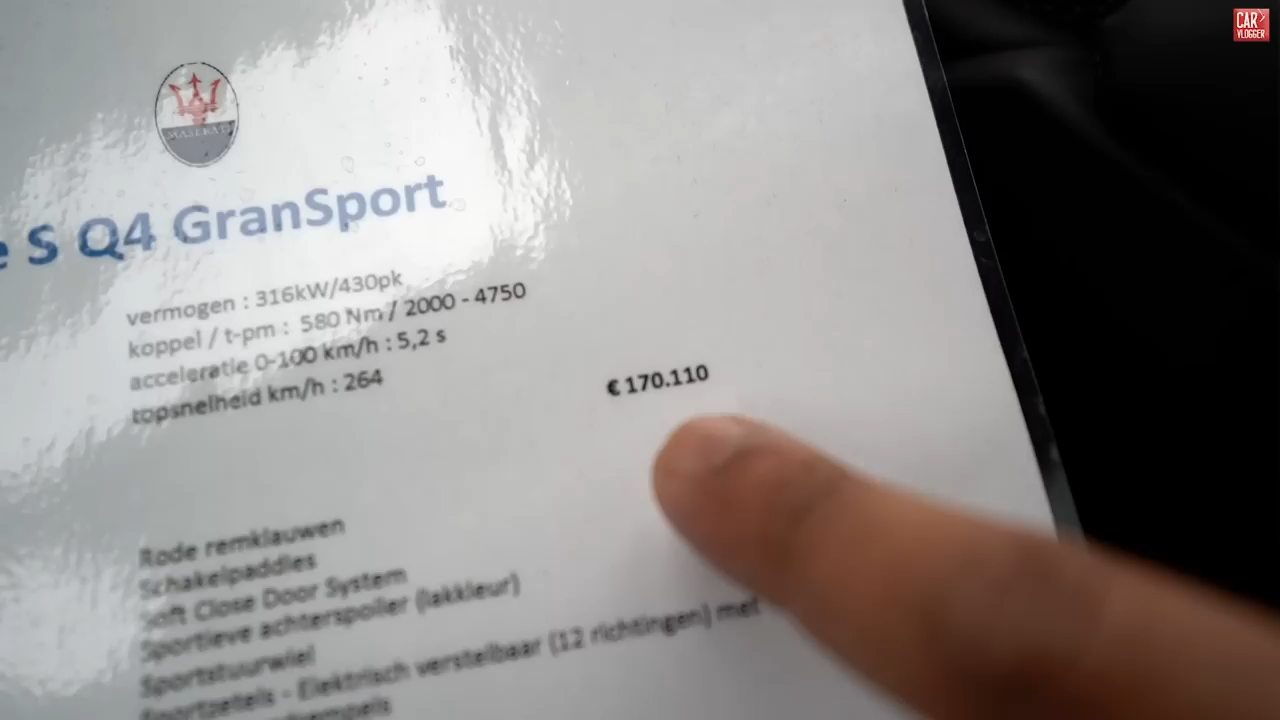 CAR
VLOGGER
MASERATI
e S Q4 GranSport
vermogen : 316kW/430pk
koppel / t-pm : 580 Nm / 2000 - 4750
acceleratie 0-100 km/h : 5,2 s
topsnelheid km/h : 264
€ 170.110
Rode remklauwen
Schakelpaddles
Soft Close Door System
Sportieve achterspoiler (lakkleur)
Sportstuurwiel
Sportzetels - Elektrisch verstelbaar (12 richtingen) met